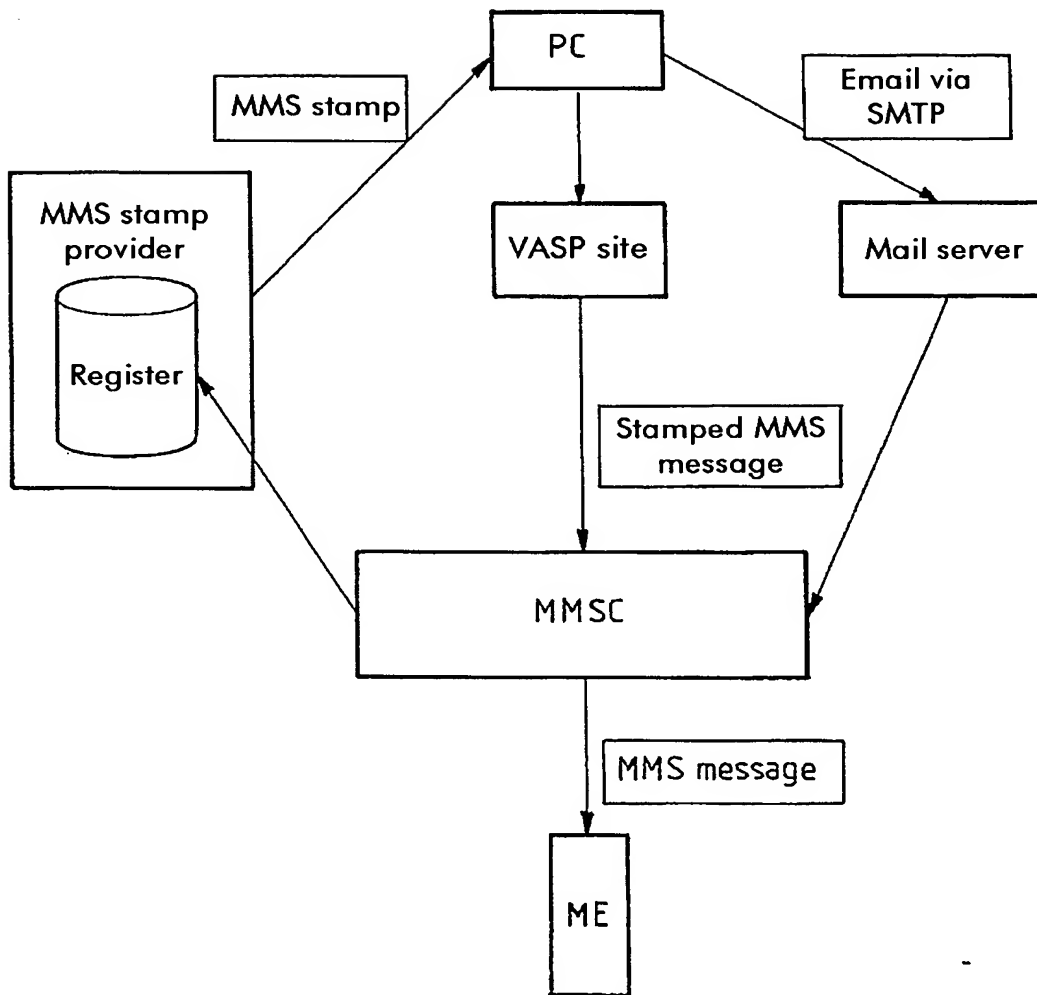 PC
Email via
SMTP
MMS stamp
MMS stamp
provider
Register
VASP site
Mail server
Stamped MMS
message
MMSC
MMS message
ME